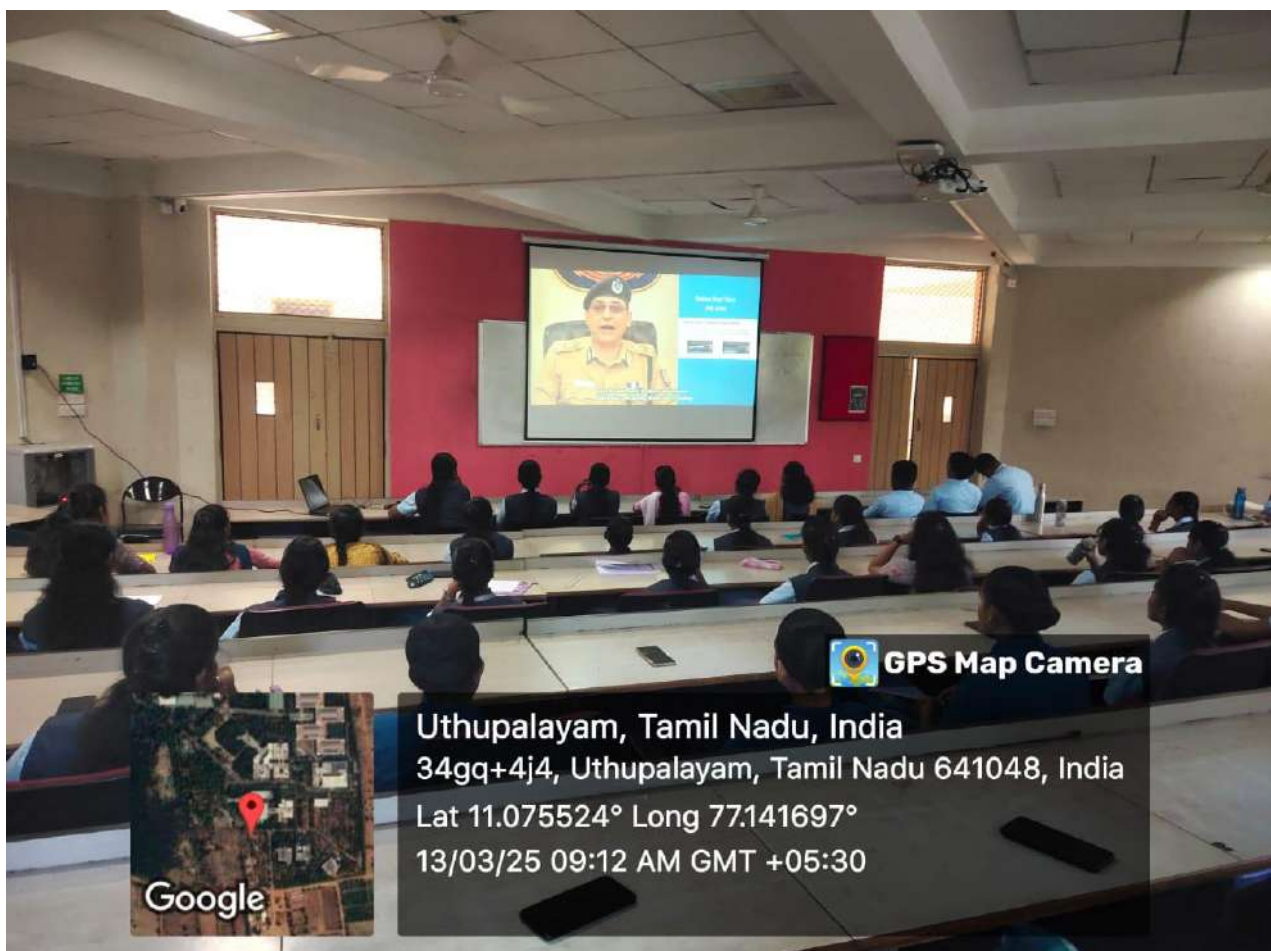 GPS Map Camera
Uthupalayam, Tamil Nadu, India
34gq+4j4, Uthupalayam, Tamil Nadu 641048, India
Lat 11.075524° Long 77.141697°
13/03/25 09:12 AM GMT +05:30
Google